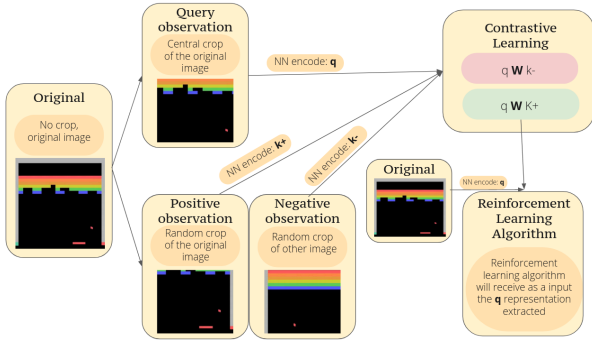 Query
observation
Central crop
of the original
image
NN encode: q
Contrastive
Learning
q W k-
q W K+
Original
No crop,
original image
NN encode: k+
NN encode: k-
Original
NN encode: q
Positive
observation
Random crop
of the original
image
Negative
observation
Random crop
of other image
Reinforcement
Learning
Algorithm
Reinforcement
learning algorithm
will receive as a input
the q representation
extracted